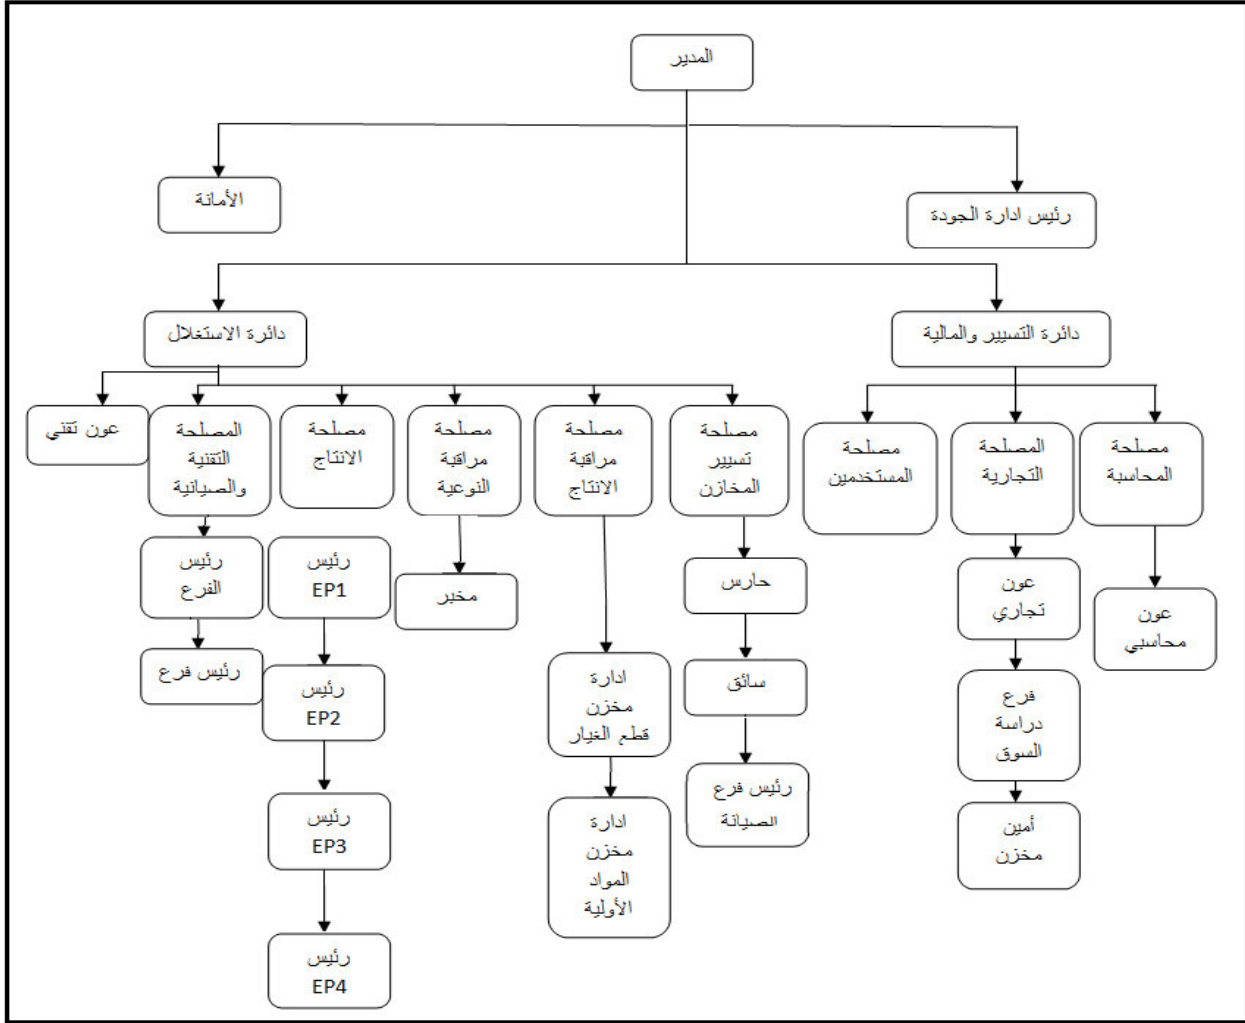 المدير
الأمانة
رئيس ادارة الجودة
دائرة التسيير والمالية
دائرة الاستغلال
مصلحة
المحاسبة
المصلحة
التجارية
مصلحة
المستخدمين
مصلحة
تسيير
المخازن
مصلحة
مراقبة
الانتاج
مصلحة
مراقبة
النوعية
مصلحة
الانتاج
المصلحة
التقنية
والصيانية
عون تقني
عون
محاسبي
عون
تجاري
حارس
مخبر
رئيس
EP1
رئيس
الفرع
فرع
دراسة
السوق
سائق
ادارة
مخزن
قطع الغيار
رئيس
EP2
رئيس فرع
أمين
مخزن
رئيس فرع
الصيانة
ادارة
مخزن
المواد
الأولية
رئيس
EP3
رئيس
EP4